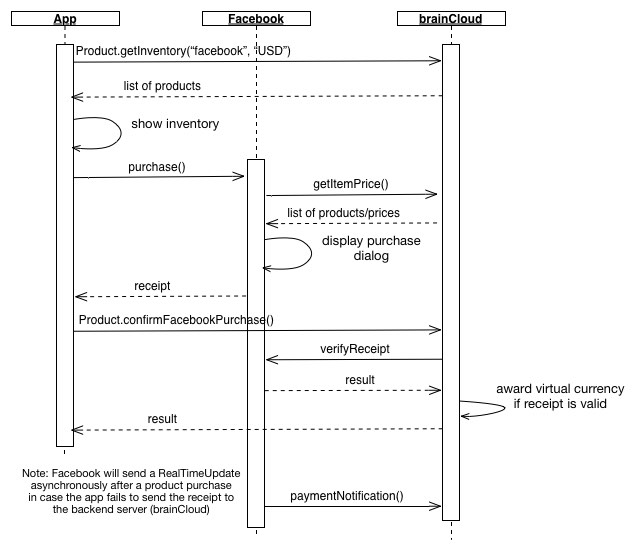 App
Facebook
brainCloud
Product.getInventory("facebook", "USD")
list of products
show inventory
purchase()
getItemPrice()
list of products/prices
display purchase
dialog
receipt
Product.confirmFacebookPurchase()
verifyReceipt
result
award virtual currency
if receipt is valid
result
Note: Facebook will send a RealTimeUpdate
asynchronously after a product purchase
in case the app fails to send the receipt to
the backend server (brainCloud)
paymentNotification()